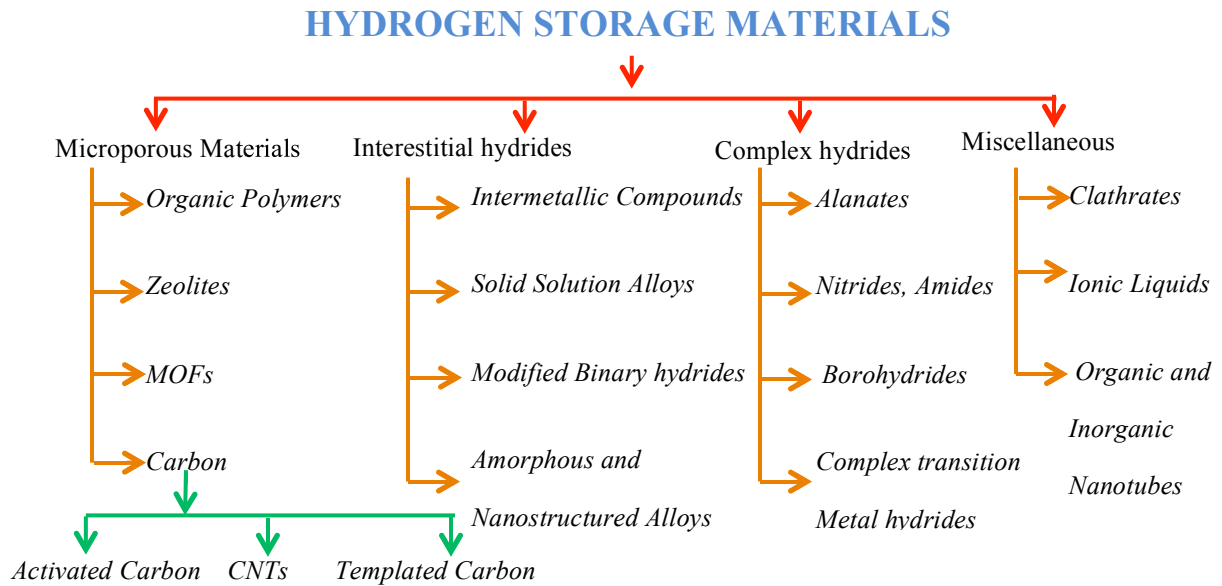 HYDROGEN STORAGE MATERIALS
Microporous Materials
Organic Polymers
Zeolites
MOFs
Carbon
Activated Carbon
CNTs
Templated Carbon
Interestitial hydrides
Intermetallic Compounds
Solid Solution Alloys
Modified Binary hydrides
Amorphous and
Nanostructured Alloys
Complex hydrides
Alanates
Nitrides, Amides
Borohydrides
Complex transition
Metal hydrides
Miscellaneous
Clathrates
Ionic Liquids
Organic and
Inorganic
Nanotubes